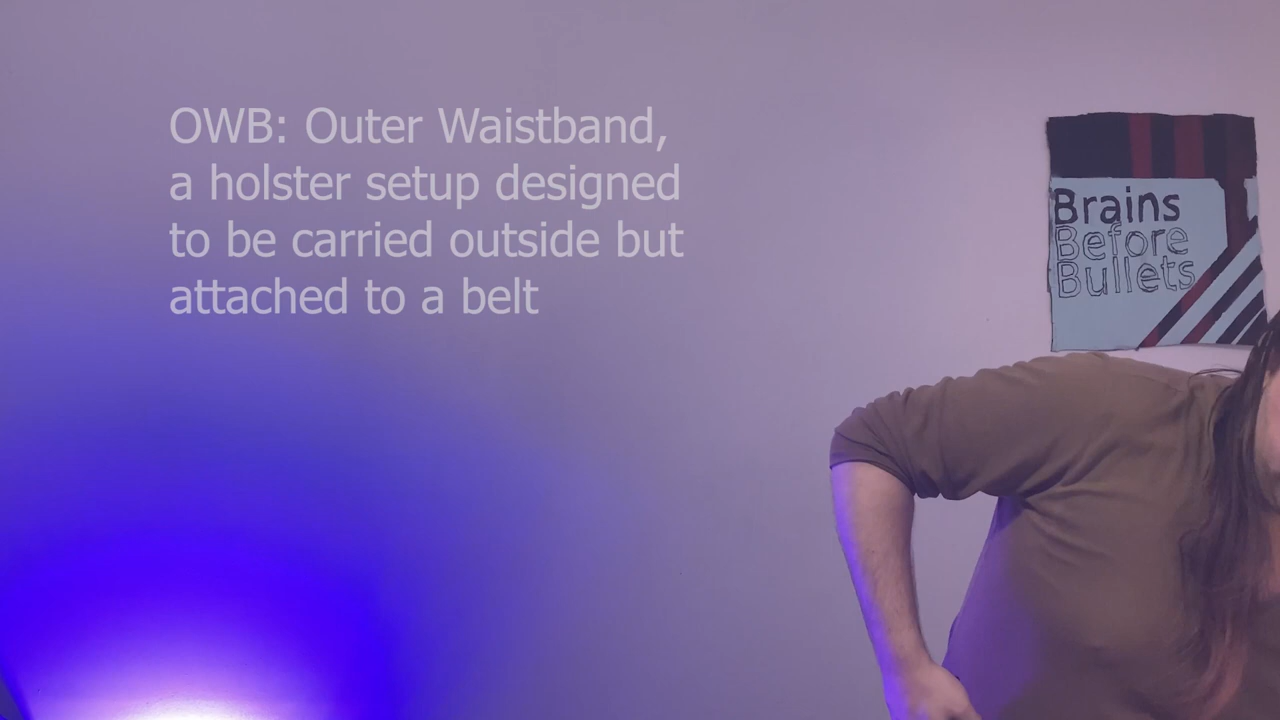 OWB: Outer Waistband,
a holster setup designed
to be carried outside but
attached to a belt
Brains
Before
Bullets